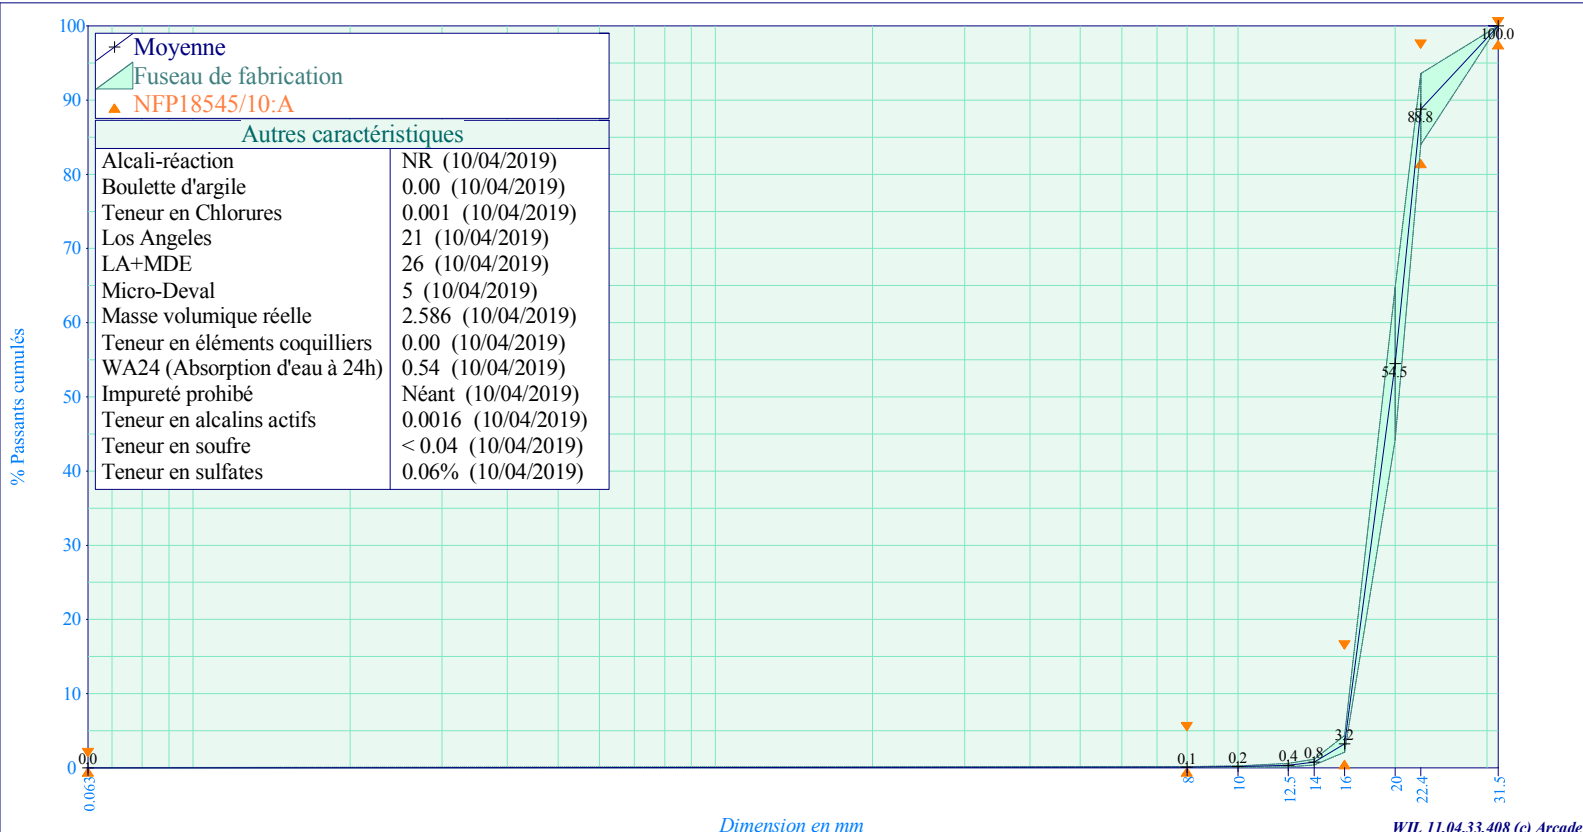 100
90
80
70
60
50
40
30
20
10
0
% Passants cumulés
Moyenne
Fuseau de fabrication
NFP18545/10:A
Autres caractéristiques
Alcali-réaction NR (10/04/2019)
Boulette d'argile 0.00 (10/04/2019)
Teneur en Chlorures 0.001 (10/04/2019)
Los Angeles 21 (10/04/2019)
LA+MDE 26 (10/04/2019)
Micro-Deval 5 (10/04/2019)
Masse volumique réelle 2.586 (10/04/2019)
Teneur en éléments coquilliers 0.00 (10/04/2019)
WA24 (Absorption d'eau à 24h) 0.54 (10/04/2019)
Impureté prohibé Néant (10/04/2019)
Teneur en alcalins actifs 0.0016 (10/04/2019)
Teneur en soufre < 0.04 (10/04/2019)
Teneur en sulfates 0.06% (10/04/2019)
0.0
0.1
0.2
0.4
0.8
3.2
54.5
88.8
100.0
0.063
8
10
12.5
14
16
20
22.4
31.5
Dimension en mm
WIL 11.04.33.408 (c) Arcade